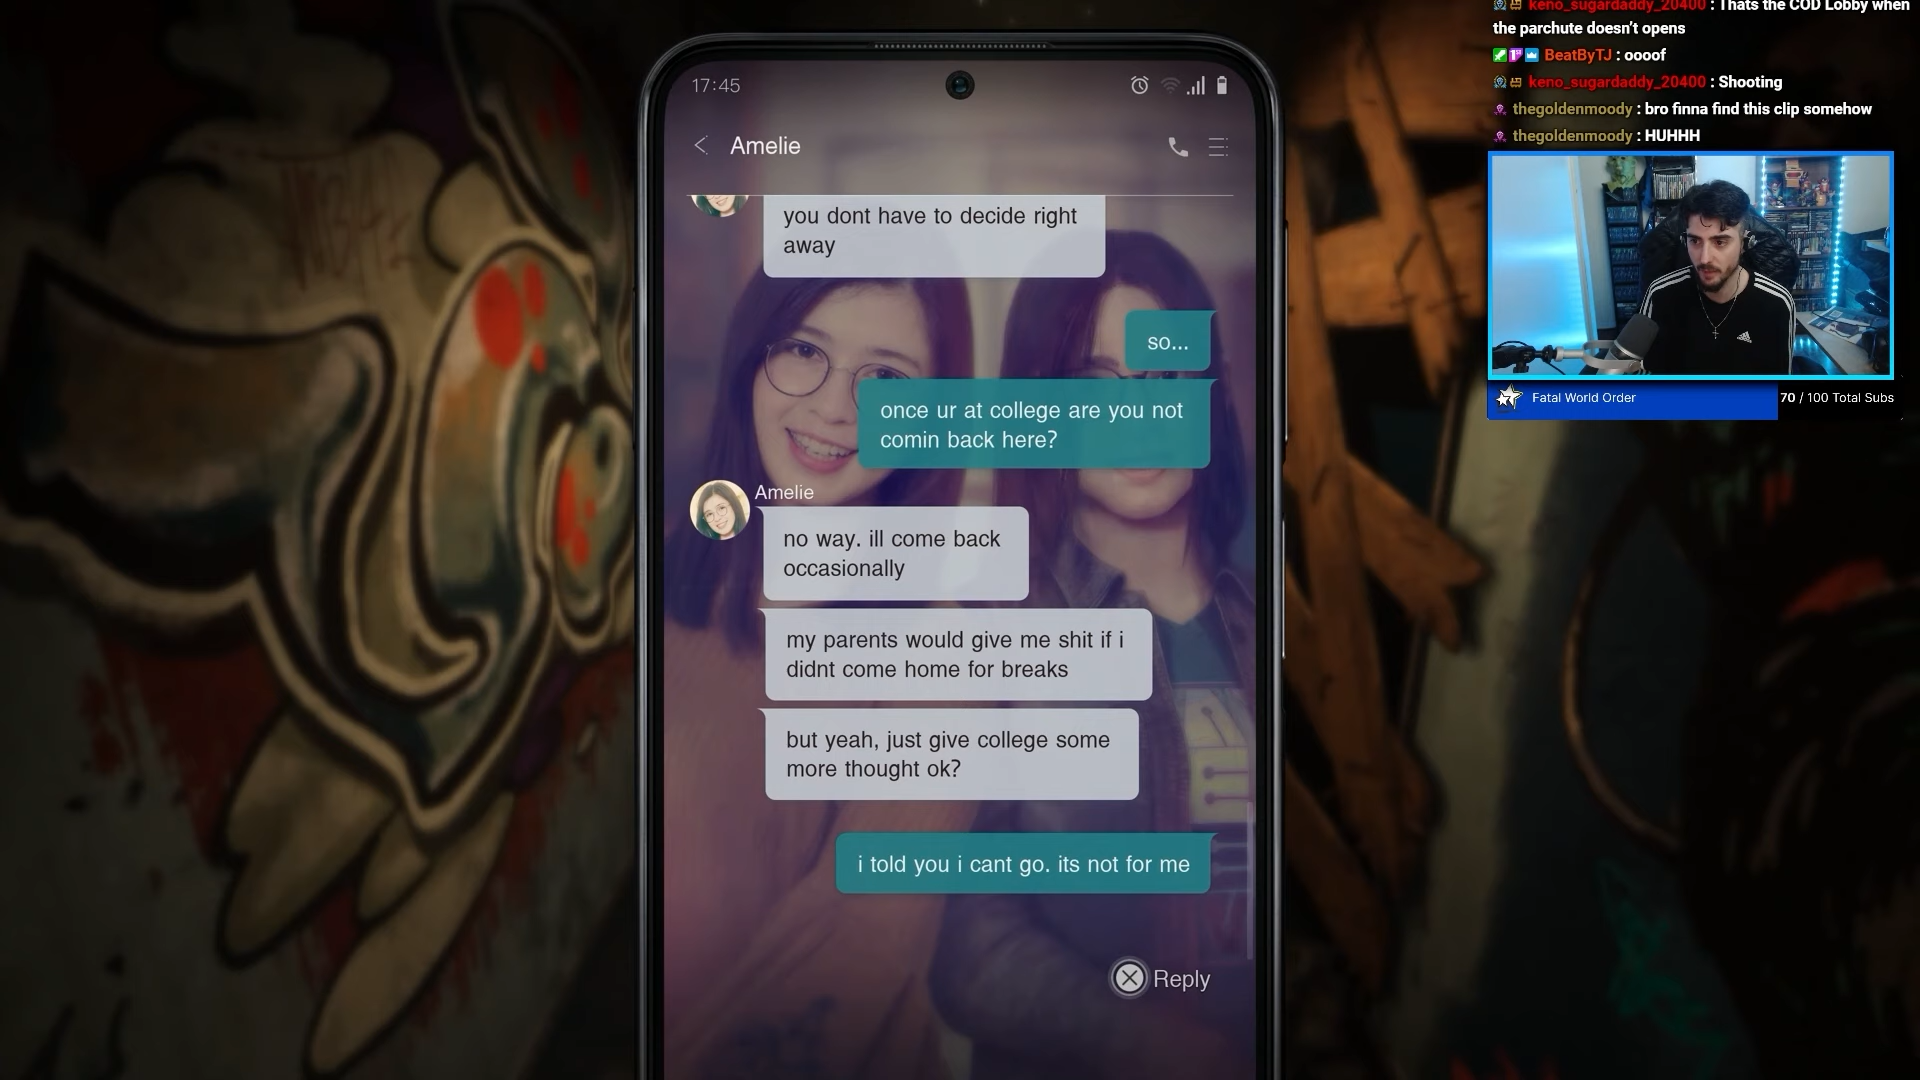 keno_sugardaddy_20400 : Thats the COD Lobby when
the parchute doesn't opens
BeatByTJ : oooof
keno_sugardaddy_20400 : Shooting
thegoldenmoody : bro finna find this clip somehow
thegoldenmoody : HUHHH
Fatal World Order
70 / 100 Total Subs
17:45
Amelie
you dont have to decide right
away
so...
once ur at college are you not
comin back here?
Amelie
no way. ill come back
occasionally
my parents would give me shit if i
didnt come home for breaks
but yeah, just give college some
more thought ok?
i told you i cant go. its not for me
Reply